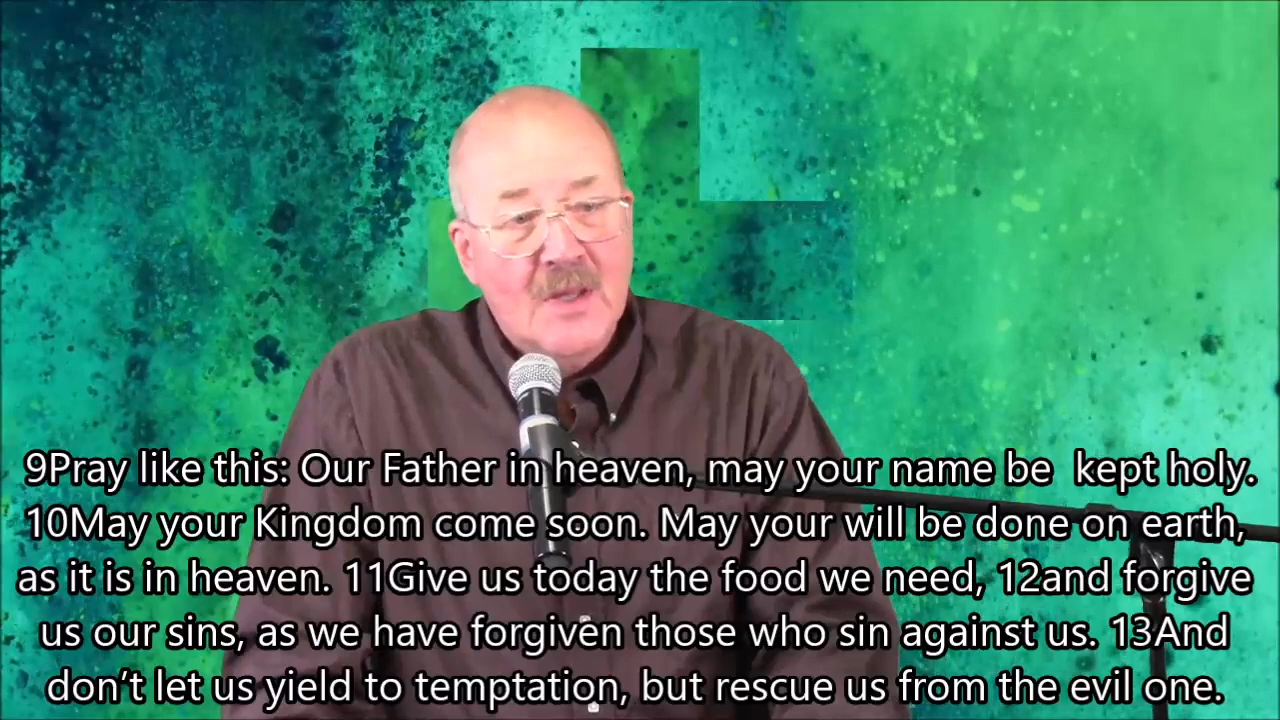 9Pray like this: Our Father in heaven, may your name be  kept holy.
10May your Kingdom come soon. May your will be done on earth,
as it is in heaven. 11Give us today the food we need, 12and forgive
us our sins, as we have forgiven those who sin against us. 13And
don’t let us yield to temptation, but rescue us from the evil one.